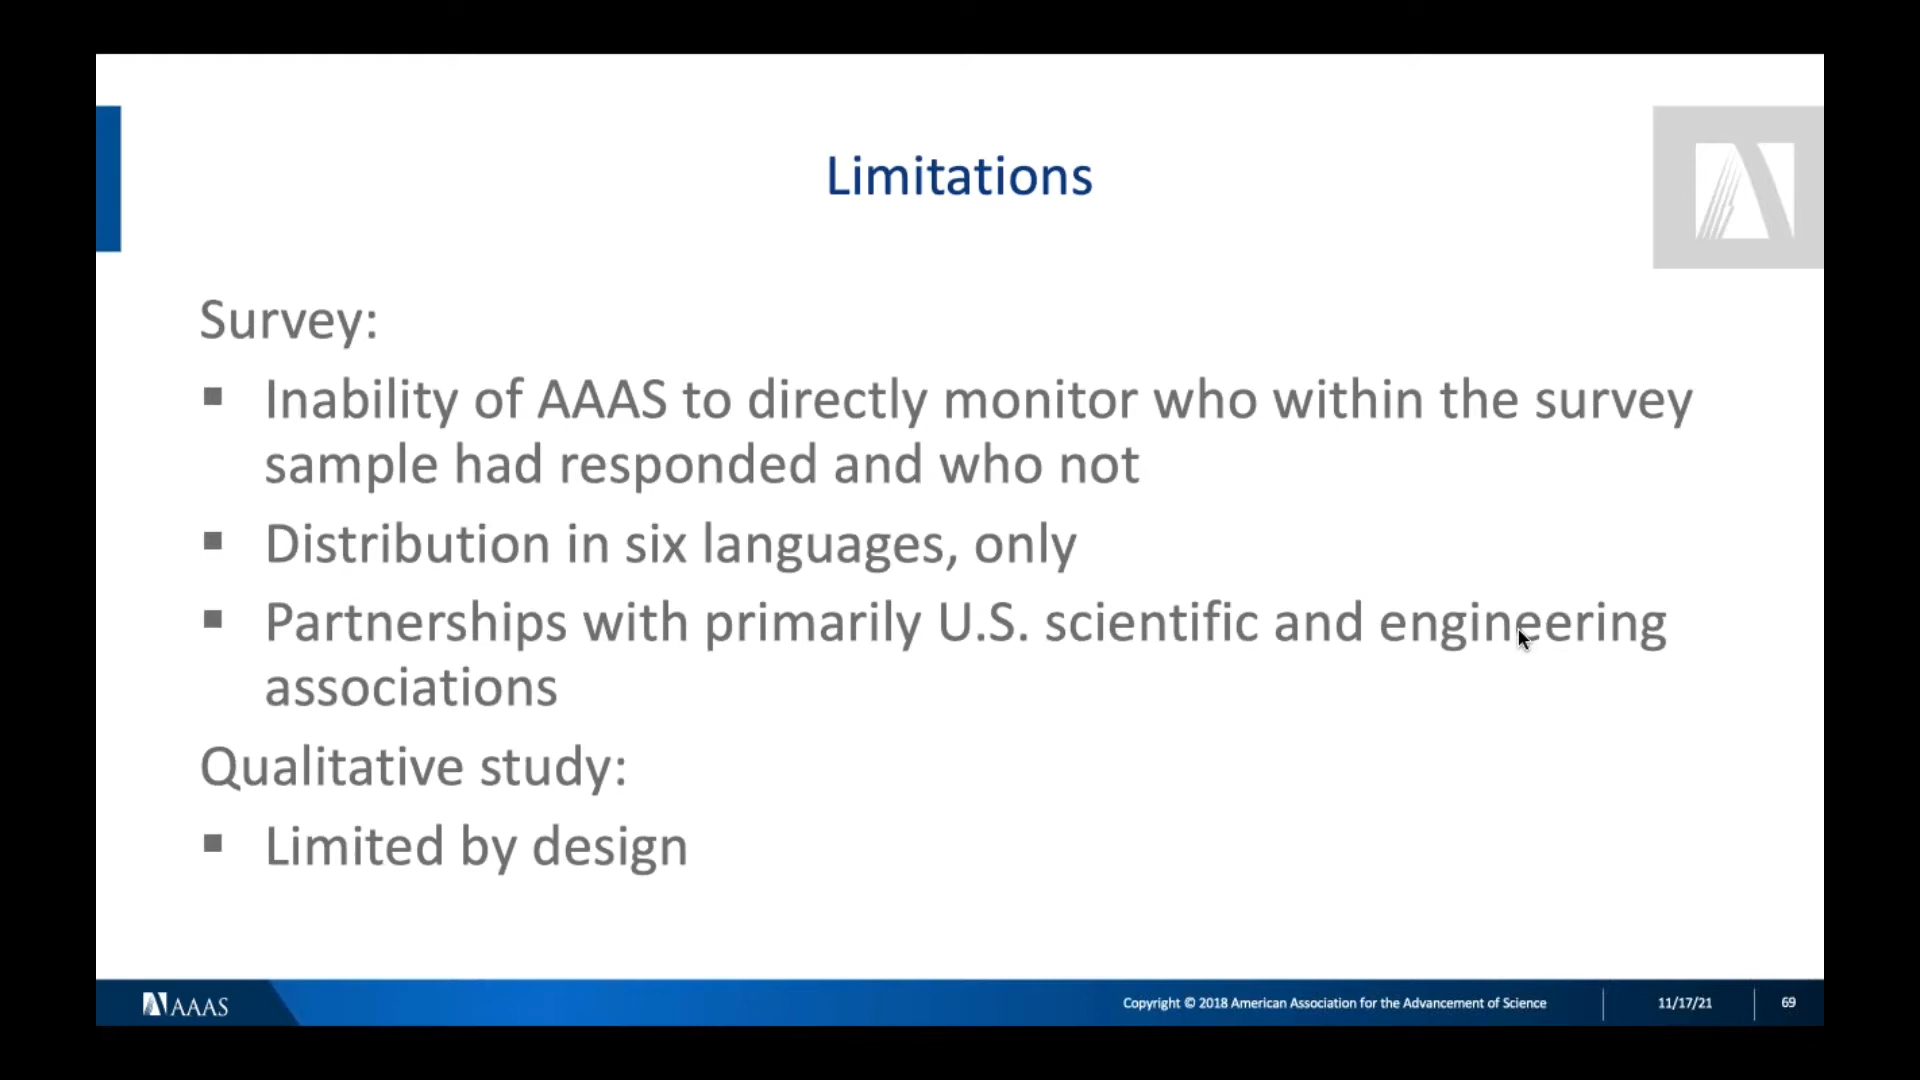 Limitations
Survey:
▪ Inability of AAAS to directly monitor who within the survey
sample had responded and who not
▪ Distribution in six languages, only
▪ Partnerships with primarily U.S. scientific and engineering
associations
Qualitative study:
▪ Limited by design
AAAS
Copyright © 2018 American Association for the Advancement of Science
11/17/21
69